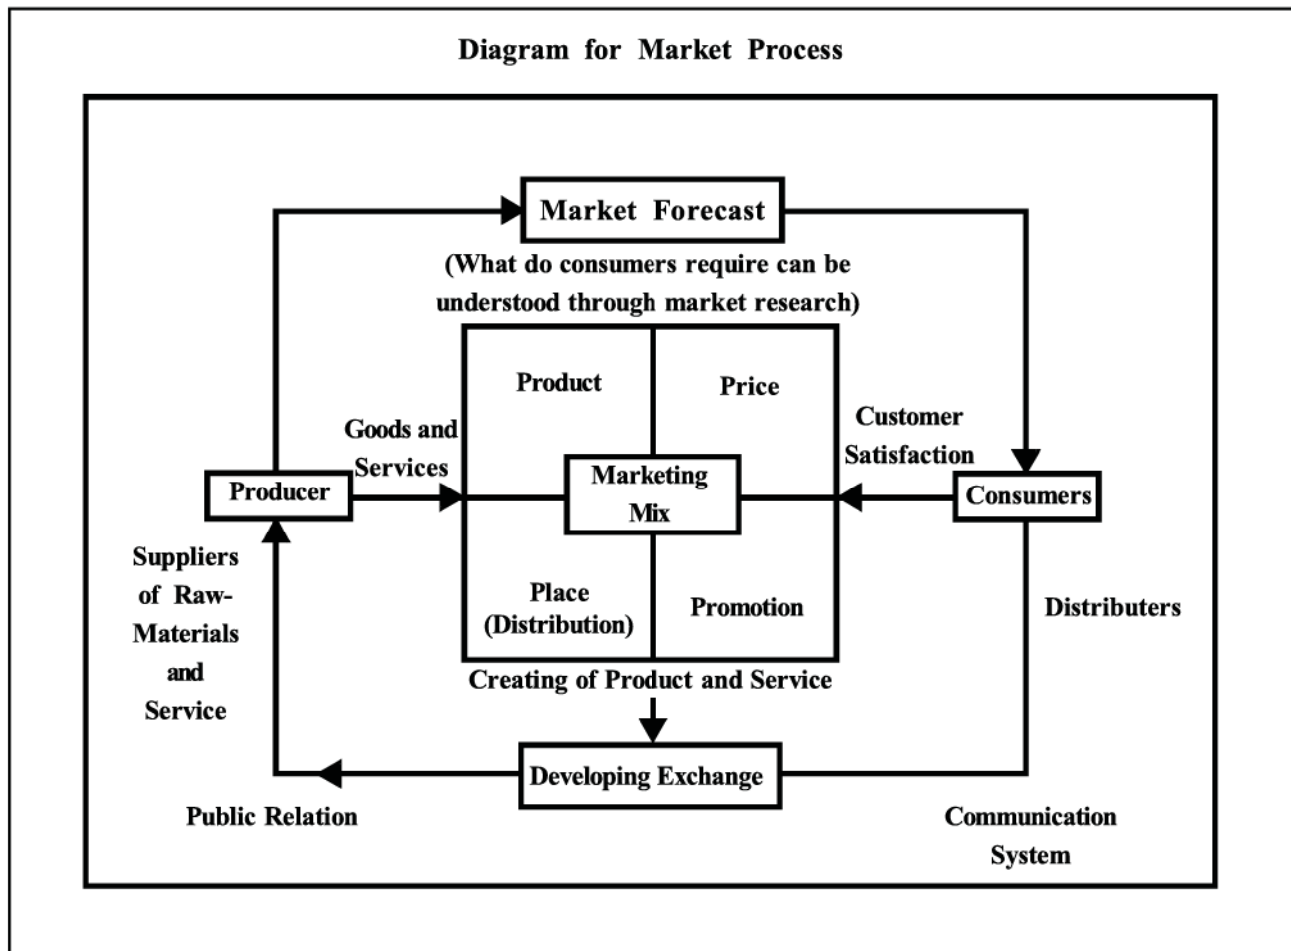 Diagram for Market Process
Market Forecast
(What do consumers require can be
understood through market research)
Product
Price
Goods and
Services
Customer
Satisfaction
Producer
Marketing
Mix
Consumers
Suppliers
of Raw-
Materials
and
Service
Place
(Distribution)
Promotion
Distributers
Creating of Product and Service
Developing Exchange
Public Relation
Communication
System